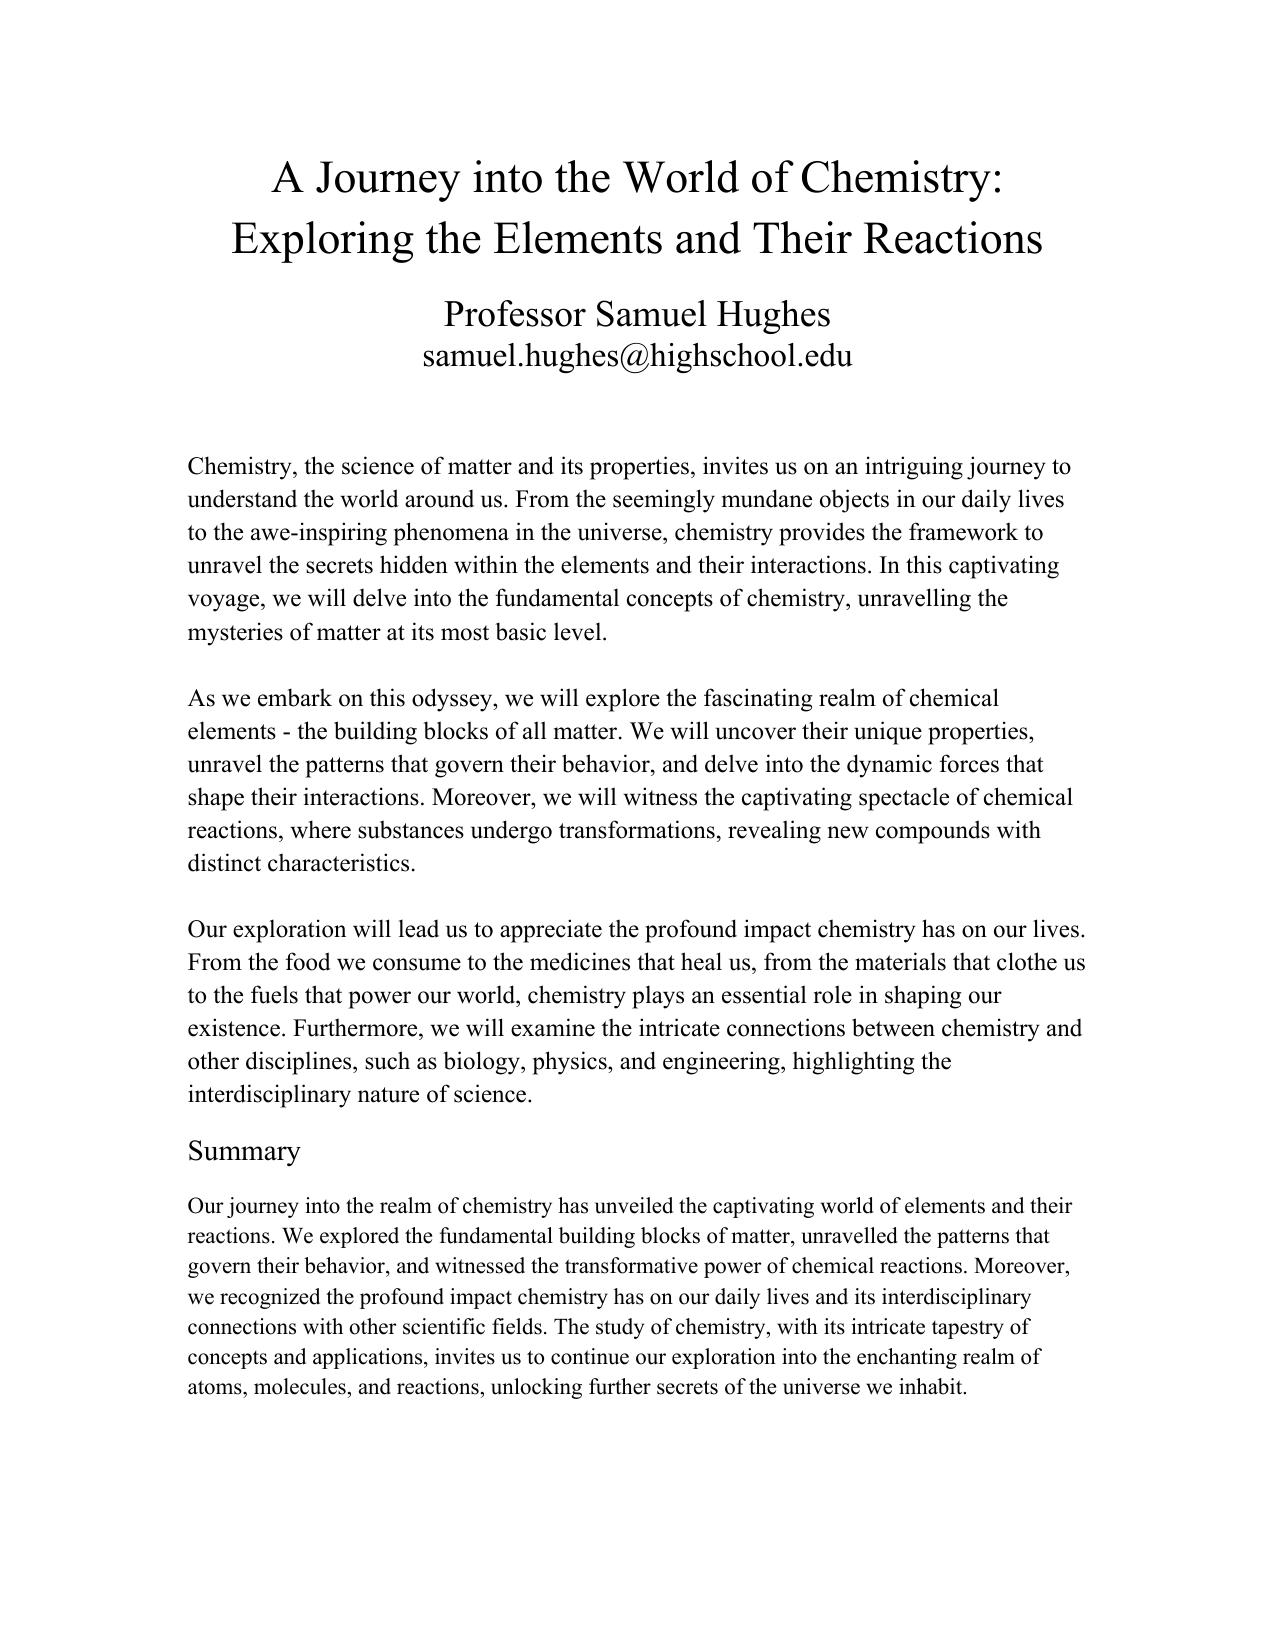 A Journey into the World of Chemistry:
Exploring the Elements and Their Reactions
Professor Samuel Hughes
samuel.hughes@highschool.edu
Chemistry, the science of matter and its properties, invites us on an intriguing journey to
understand the world around us. From the seemingly mundane objects in our daily lives
to the awe-inspiring phenomena in the universe, chemistry provides the framework to
unravel the secrets hidden within the elements and their interactions. In this captivating
voyage, we will delve into the fundamental concepts of chemistry, unravelling the
mysteries of matter at its most basic level.
As we embark on this odyssey, we will explore the fascinating realm of chemical
elements - the building blocks of all matter. We will uncover their unique properties,
unravel the patterns that govern their behavior, and delve into the dynamic forces that
shape their interactions. Moreover, we will witness the captivating spectacle of chemical
reactions, where substances undergo transformations, revealing new compounds with
distinct characteristics.
Our exploration will lead us to appreciate the profound impact chemistry has on our lives.
From the food we consume to the medicines that heal us, from the materials that clothe us
to the fuels that power our world, chemistry plays an essential role in shaping our
existence. Furthermore, we will examine the intricate connections between chemistry and
other disciplines, such as biology, physics, and engineering, highlighting the
interdisciplinary nature of science.
Summary
Our journey into the realm of chemistry has unveiled the captivating world of elements and their
reactions. We explored the fundamental building blocks of matter, unravelled the patterns that
govern their behavior, and witnessed the transformative power of chemical reactions. Moreover,
we recognized the profound impact chemistry has on our daily lives and its interdisciplinary
connections with other scientific fields. The study of chemistry, with its intricate tapestry of
concepts and applications, invites us to continue our exploration into the enchanting realm of
atoms, molecules, and reactions, unlocking further secrets of the universe we inhabit.